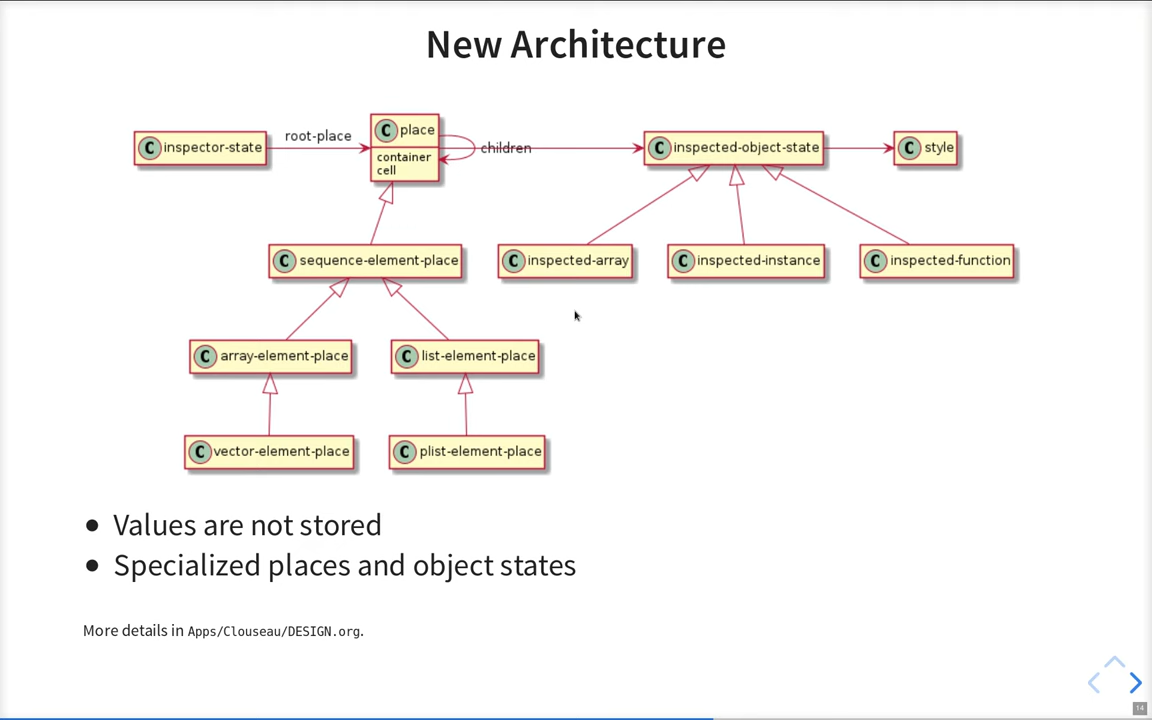 New Architecture
C inspector-state
root-place
C place
container
cell
children
C inspected-object-state
C style
C sequence-element-place
C inspected-array
C inspected-instance
C inspected-function
C array-element-place
C list-element-place
C vector-element-place
C plist-element-place
• Values are not stored
• Specialized places and object states
More details in Apps/Clouseau/DESIGN.org.
14